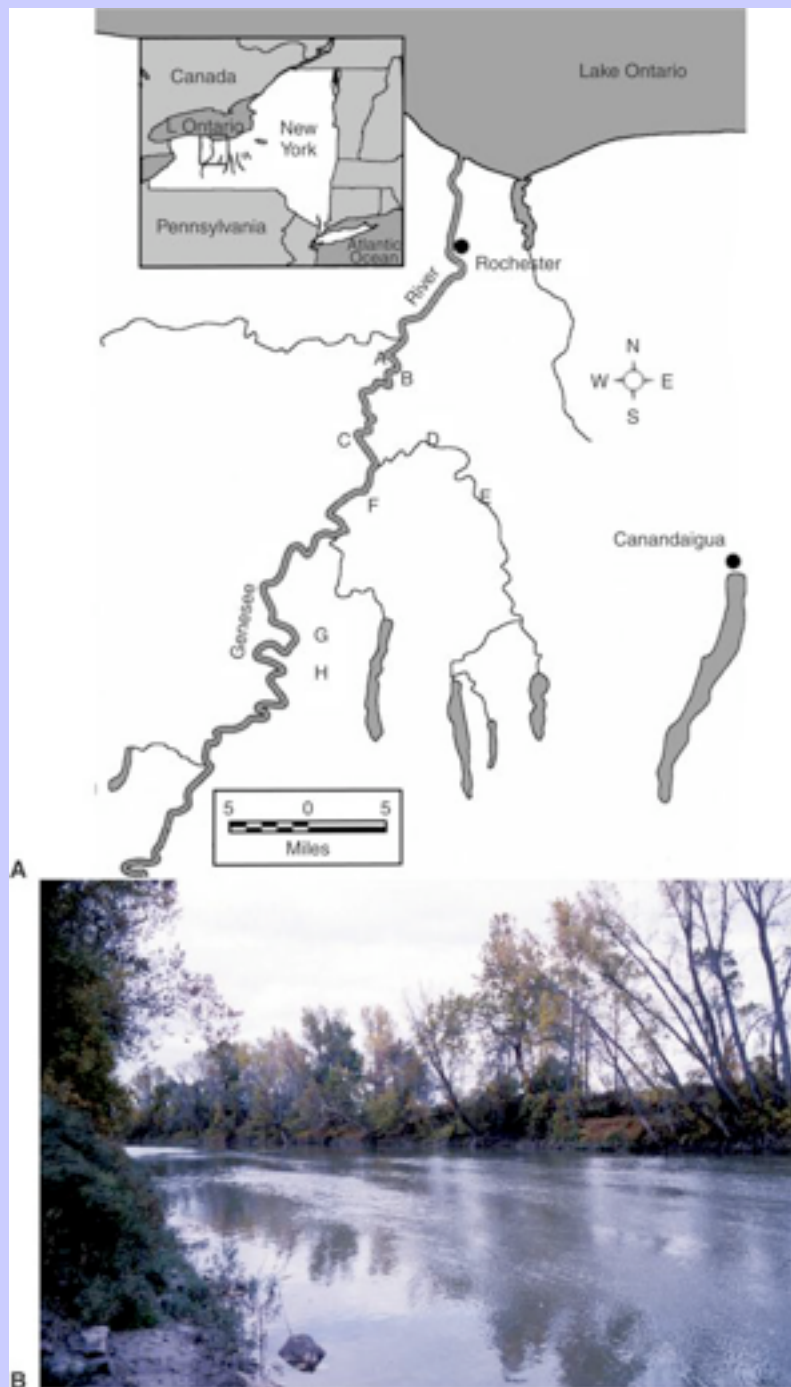 Lake Ontario
Canada
L Ontario
New
York
Pennsylvania
Atlantic
Ocean
Rochester
River
A
B
N
W E
S
C
D
E
F
Canandaigua
Genesee
G
H
5 0 5
Miles
A
B